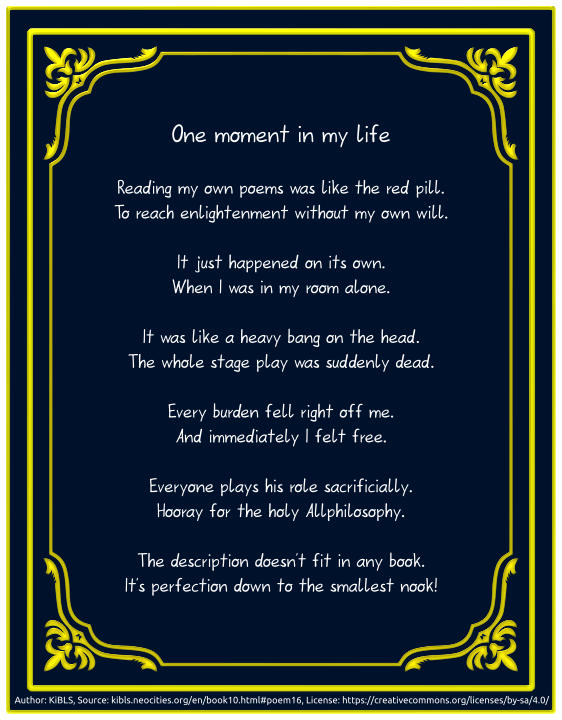 One moment in my life
Reading my own poems was like the red pill.
To reach enlightenment without my own will.
It just happened on its own.
When I was in my room alone.
It was like a heavy bang on the head.
The whole stage play was suddenly dead.
Every burden fell right off me.
And immediately I felt free.
Everyone plays his role sacrificially.
Hooray for the holy Allphilosophy.
The description doesn't fit in any book.
It's perfection down to the smallest nook!
Author: KiBLS, Source: kibls.neocities.org/en/book10.html#poem16, License: https://creativecommons.org/licenses/by-sa/4.0/